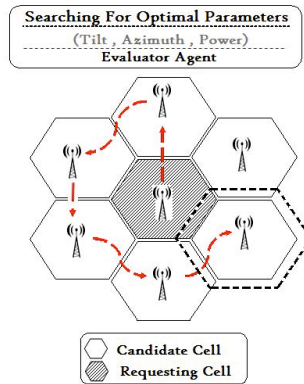 Searching For Optimal Parameters
(Tilt , Azimuth , Power)
Evaluator Agent
Candidate Cell
Requesting Cell